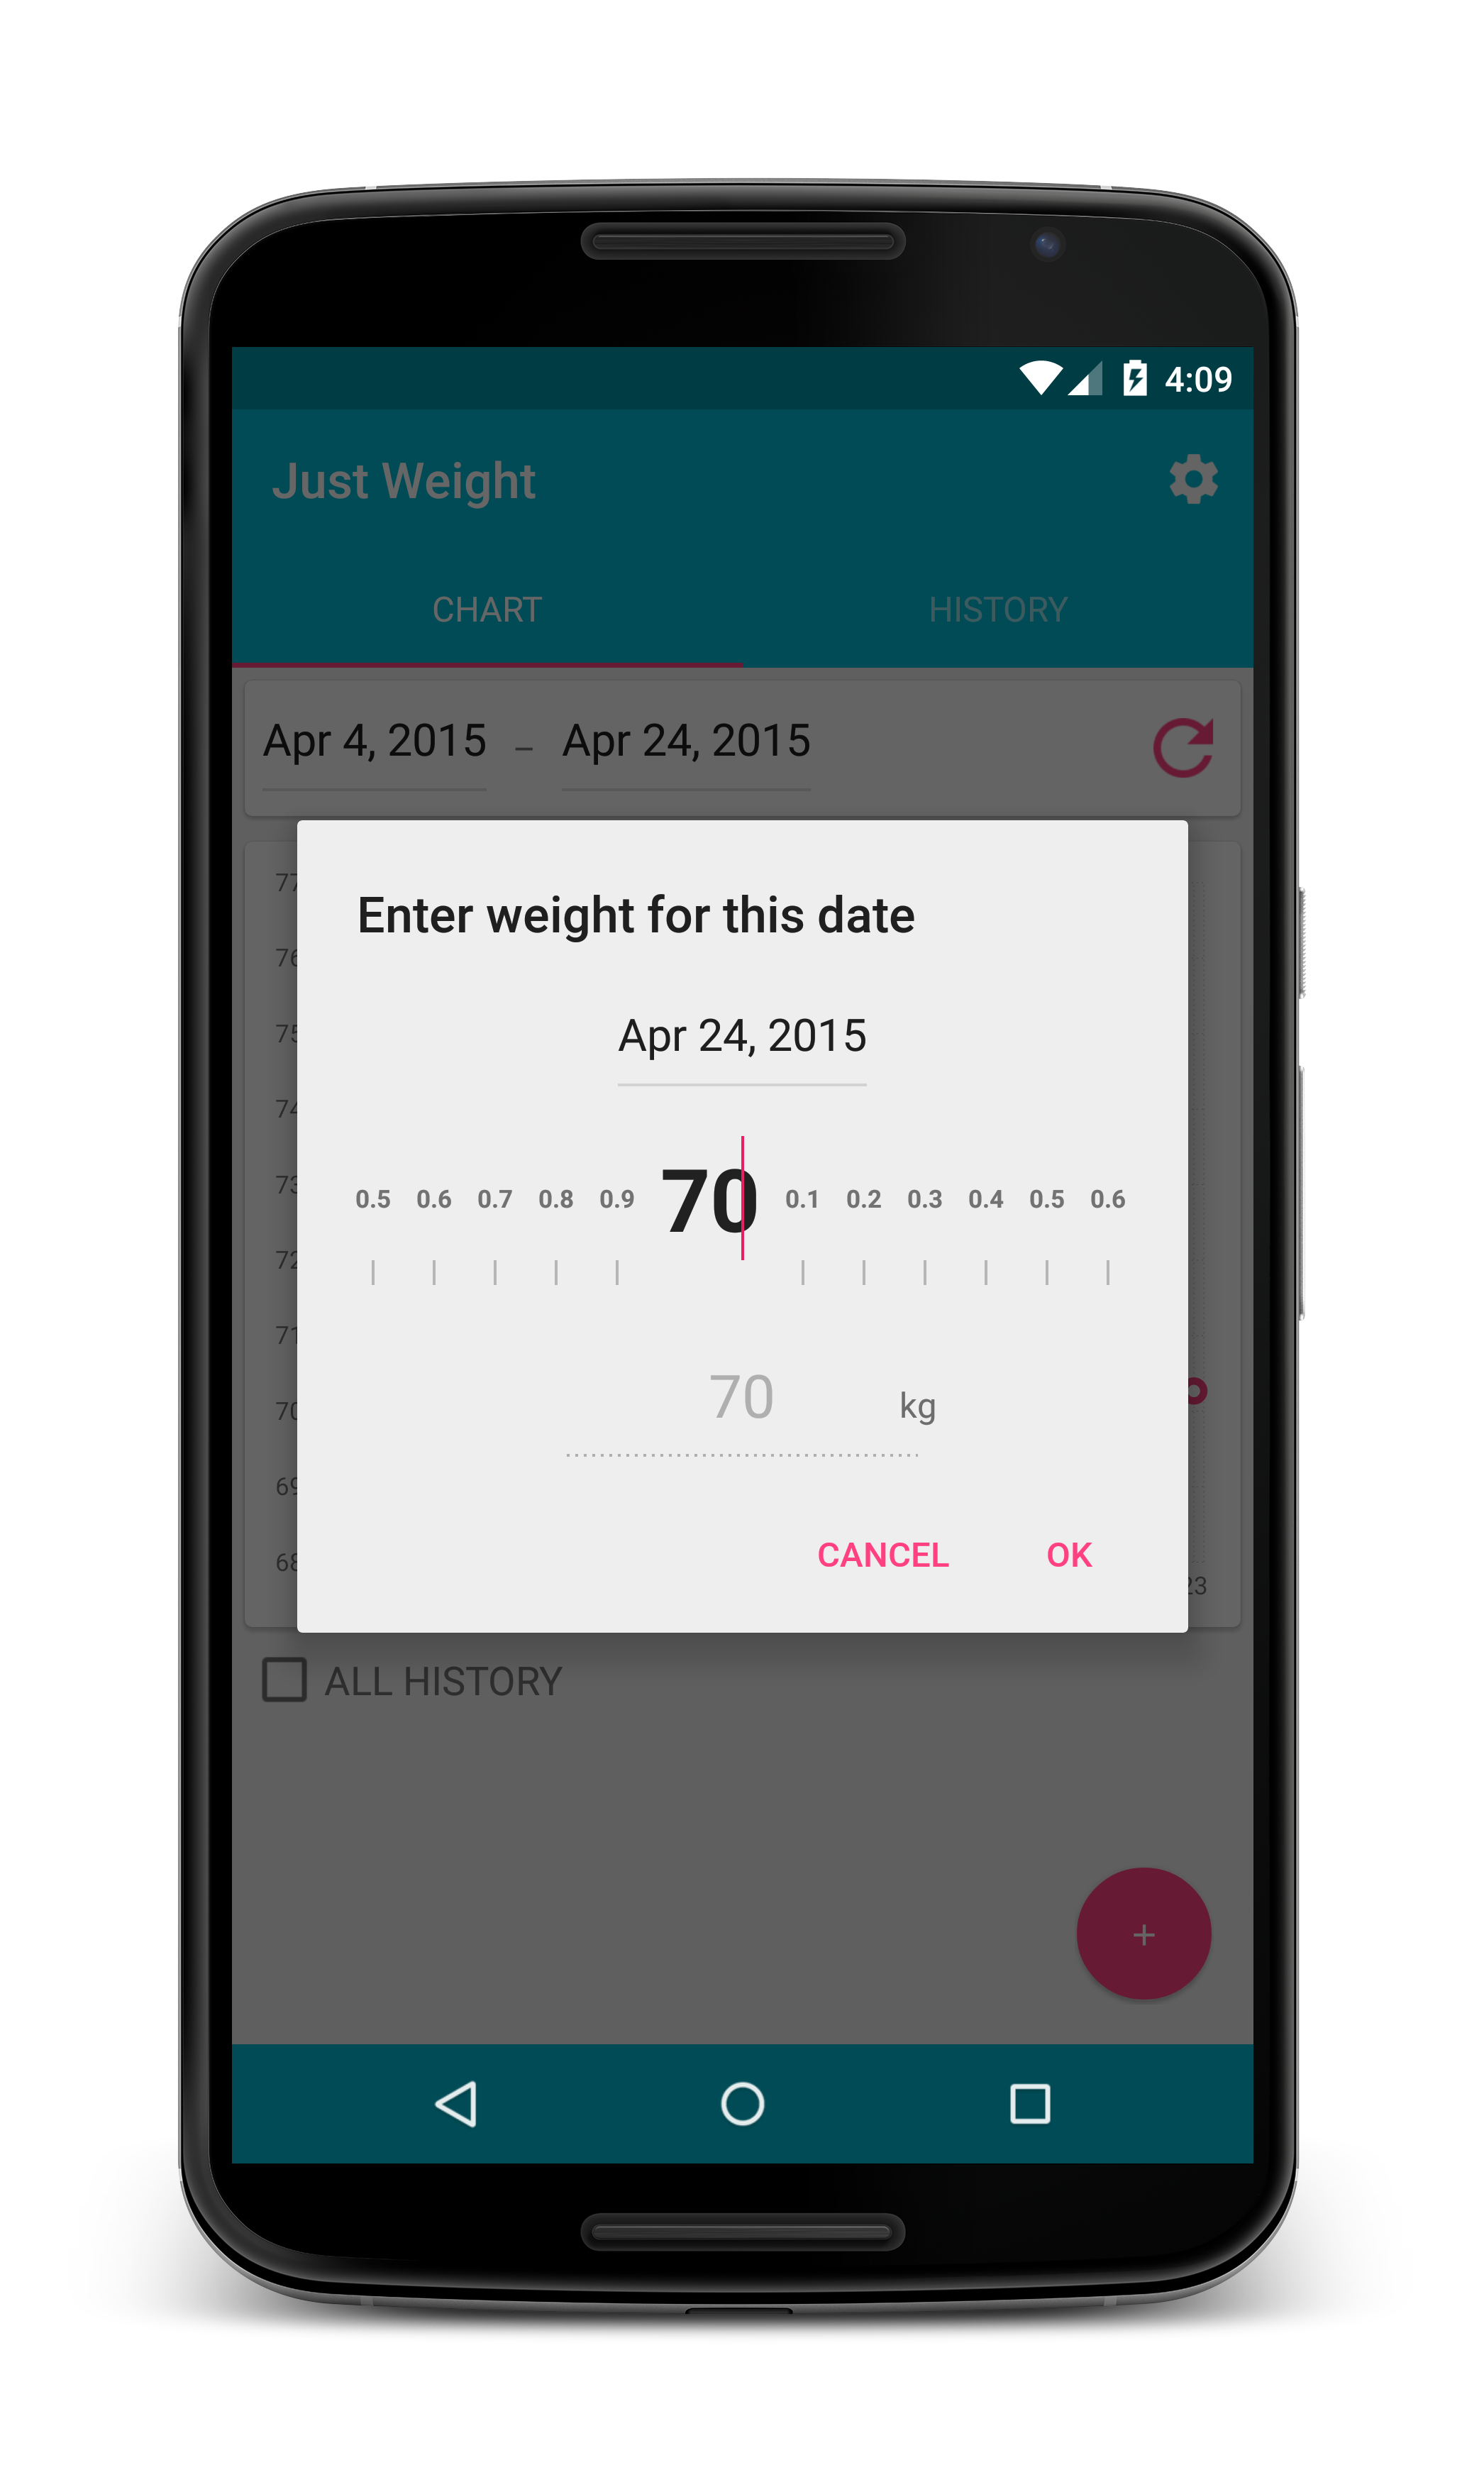 4:09
Just Weight
CHART HISTORY
Apr 4, 2015 – Apr 24, 2015
77
Enter weight for this date
76
Apr 24, 2015
75
74
73
0.5 0.6 0.7 0.8 0.9 70 0.1 0.2 0.3 0.4 0.5 0.6
72
71
70
70 kg
69
CANCEL OK
68
23
ALL HISTORY
+